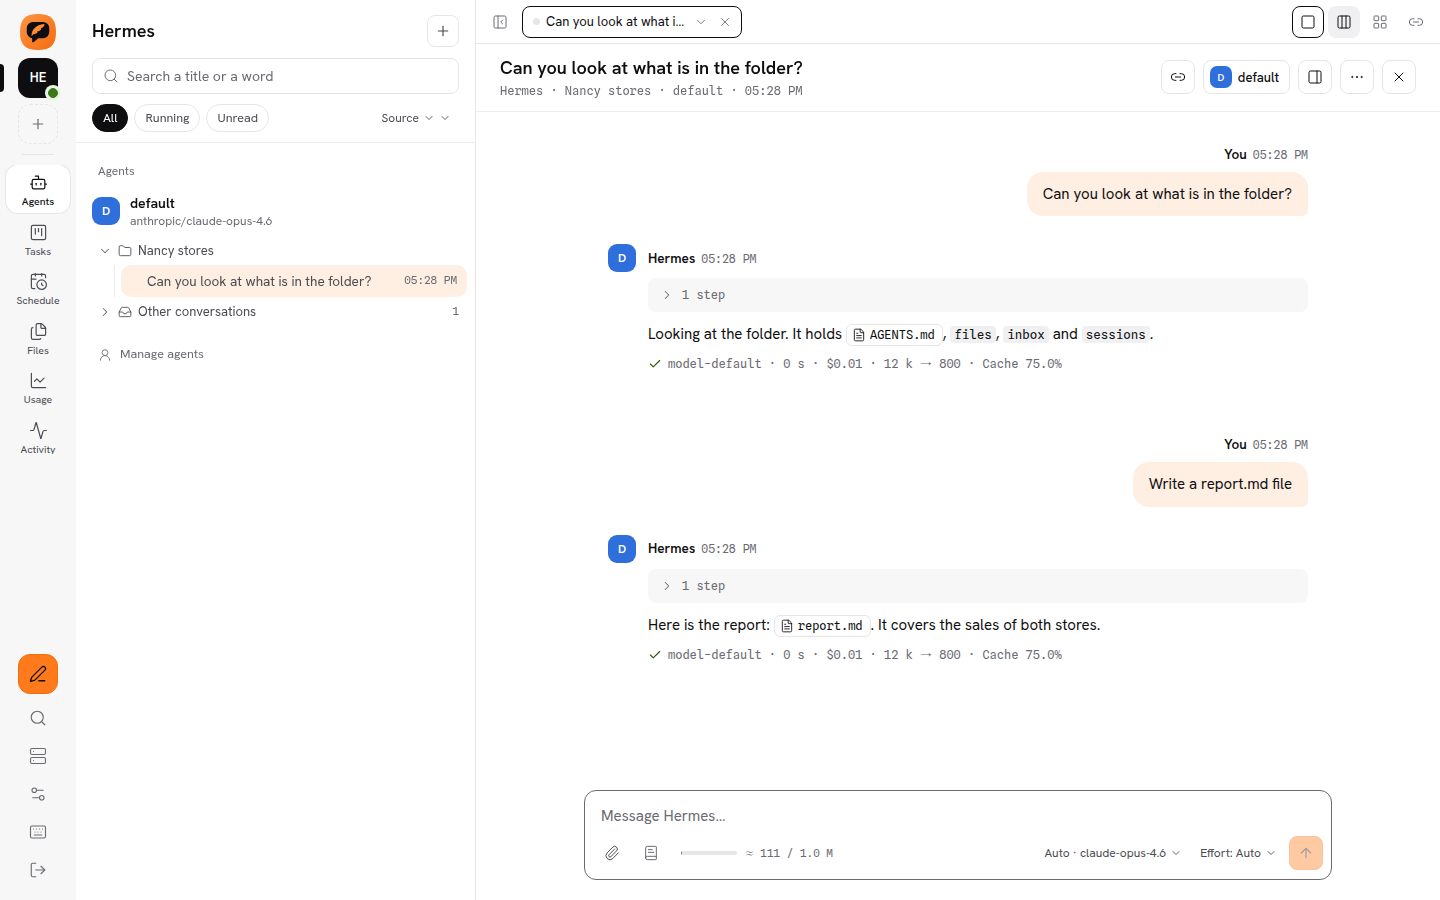 HE
Agents
Tasks
Schedule
Files
Usage
Activity
Hermes
Search a title or a word
All
Running
Unread
Source
Agents
D
default
anthropic/claude-opus-4.6
Nancy stores
Can you look at what is in the folder? 05:28 PM
Other conversations 1
Manage agents
Can you look at what i...
Can you look at what is in the folder?
Hermes · Nancy stores · default · 05:28 PM
D default
You 05:28 PM
Can you look at what is in the folder?
D Hermes 05:28 PM
1 step
Looking at the folder. It holds AGENTS.md, files, inbox and sessions.
model-default · 0 s · $0.01 · 12 k → 800 · Cache 75.0%
You 05:28 PM
Write a report.md file
D Hermes 05:28 PM
1 step
Here is the report: report.md. It covers the sales of both stores.
model-default · 0 s · $0.01 · 12 k → 800 · Cache 75.0%
Message Hermes...
≈ 111 / 1.0 M
Auto · claude-opus-4.6
Effort: Auto